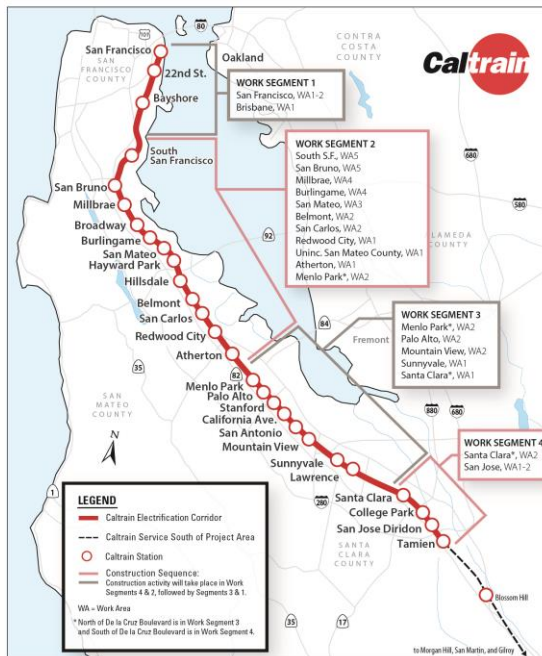 Caltrain
101
80
San Francisco
SAN
FRANCISCO
COUNTY
Oakland
CONTRA
COSTA
COUNTY
22nd St.
Bayshore
WORK SEGMENT 1
San Francisco, WA1-2
Brisbane, WA1
South
San Francisco
WORK SEGMENT 2
South S.F., WA5
San Bruno, WA5
Millbrae, WA4
Burlingame, WA4
San Mateo, WA3
Belmont, WA2
San Carlos, WA2
Redwood City, WA1
Uninc. San Mateo County, WA1
Atherton, WA1
Menlo Park*, WA2
680
580
ALAMEDA
COUNTY
San Bruno
Millbrae
Broadway
Burlingame
San Mateo
Hayward Park
Hillsdale
Belmont
San Carlos
Redwood City
Atherton
92
84
Fremont
WORK SEGMENT 3
Menlo Park*, WA2
Palo Alto, WA2
Mountain View, WA2
Sunnyvale, WA1
Santa Clara*, WA1
35
82
SAN
MATEO
COUNTY
Menlo Park
Palo Alto
Stanford
California Ave.
San Antonio
Mountain View
Sunnyvale
Lawrence
880
680
WORK SEGMENT 4
Santa Clara*, WA2
San Jose, WA1-2
N
1
280
Santa Clara
College Park
San Jose Diridon
Tamien
SANTA
CLARA
COUNTY
LEGEND
Caltrain Electrification Corridor
Caltrain Service South of Project Area
Caltrain Station
Construction Sequence:
Construction activity will take place in Work
Segments 4 & 2, followed by Segments 3 & 1.
WA = Work Area
* North of De la Cruz Boulevard is in Work Segment 3
and South of De la Cruz Boulevard is in Work Segment 4.
Blossom Hill
35
17
to Morgan Hill, San Martin, and Gilroy